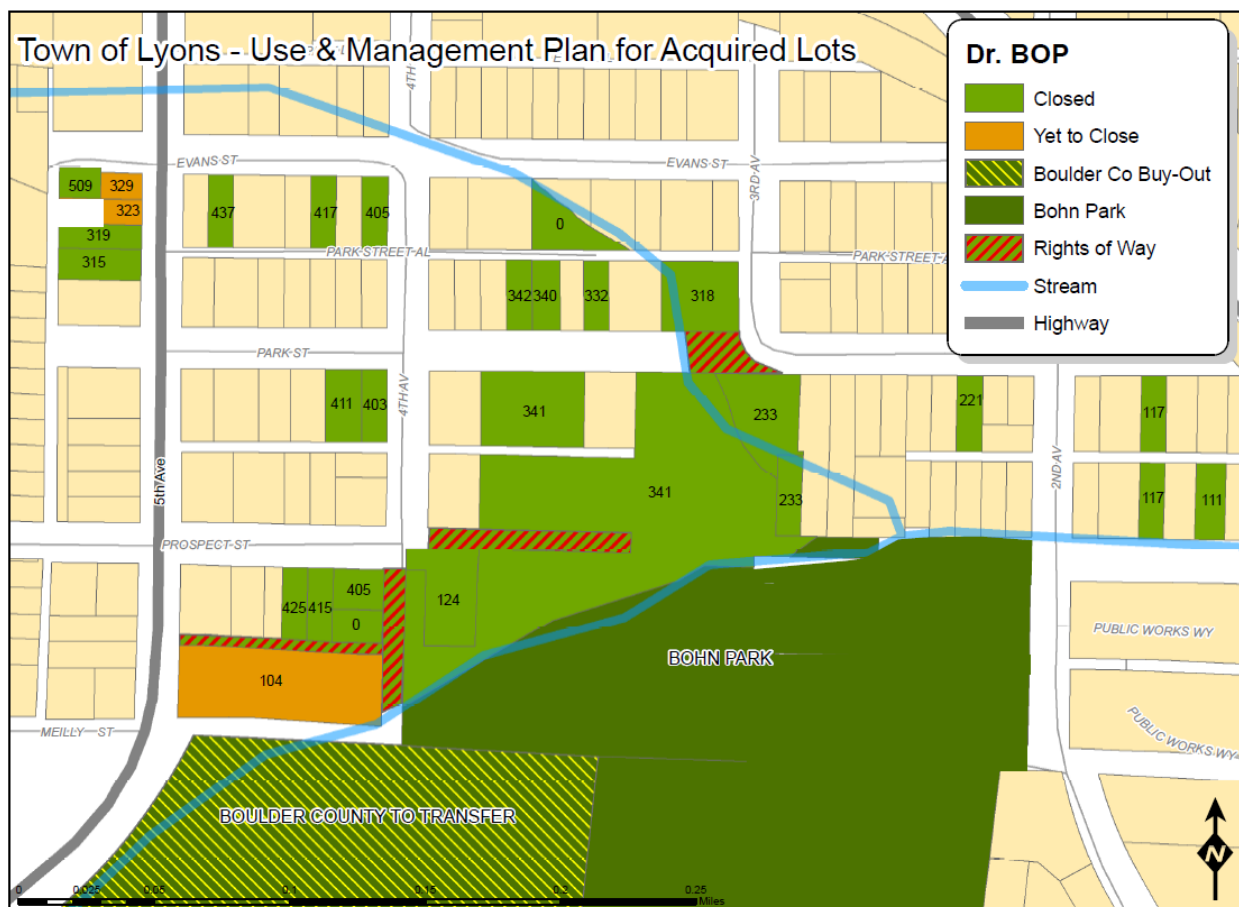 Town of Lyons - Use & Management Plan for Acquired Lots
Dr. BOP
Closed
Yet to Close
Boulder Co Buy-Out
Bohn Park
Rights of Way
Stream
Highway
4TH AV
3RD AV
EVANS ST
EVANS ST
509
329
323
319
315
437
417
405
0
PARK STREET AL
PARK STREET A
342
340
332
318
PARK ST
4TH AV
411
403
341
233
221
117
5th Ave
341
233
2ND AV
117
111
PROSPECT ST
425
415
405
0
124
104
BOHN PARK
PUBLIC WORKS WY
PUBLIC WORKS WY
MEILLY ST
BOULDER COUNTY TO TRANSFER
N
0 0.025 0.05 0.1 0.15 0.2 0.25
Miles